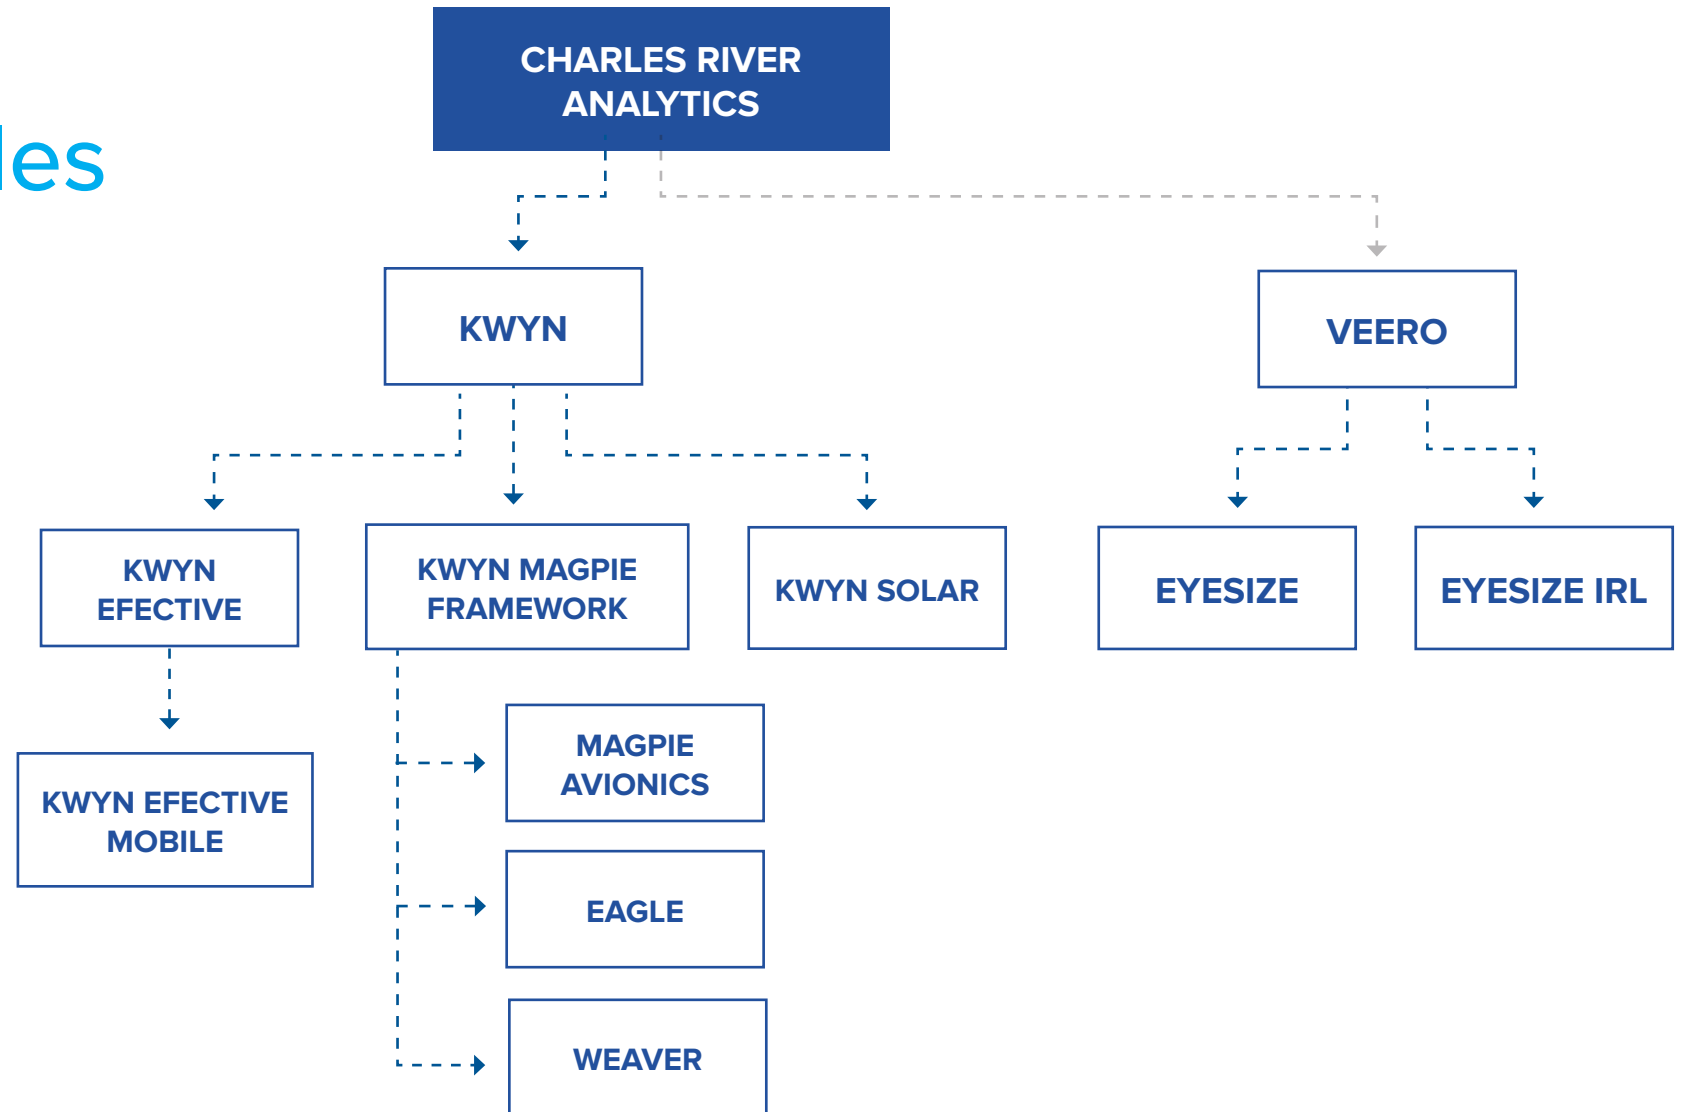 CHARLES RIVER
ANALYTICS
les
KWYN
VEERO
KWYN
EFECTIVE
KWYN MAGPIE
FRAMEWORK
KWYN SOLAR
EYESIZE
EYESIZE IRL
MAGPIE
AVIONICS
KWYN EFECTIVE
MOBILE
EAGLE
WEAVER